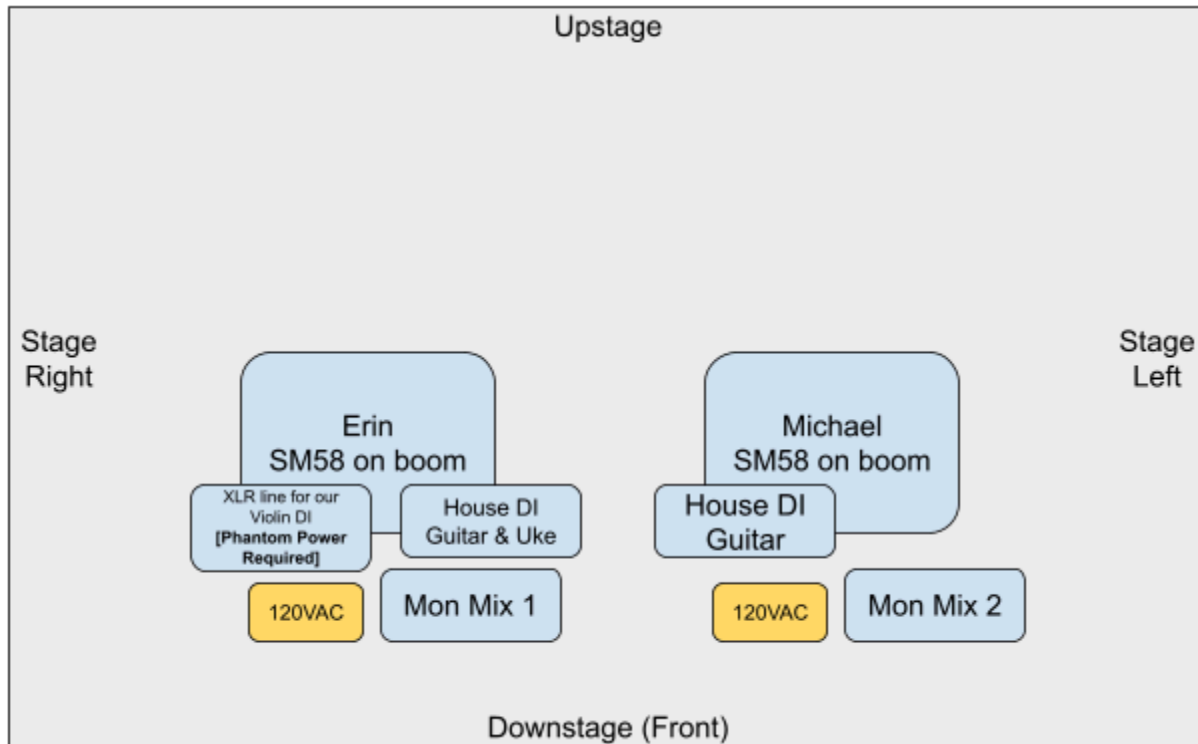 Upstage
Stage
Right
Stage
Left
Erin
SM58 on boom
Michael
SM58 on boom
XLR line for our
Violin DI
[Phantom Power
Required]
House DI
Guitar & Uke
House DI
Guitar
120VAC
Mon Mix 1
120VAC
Mon Mix 2
Downstage (Front)